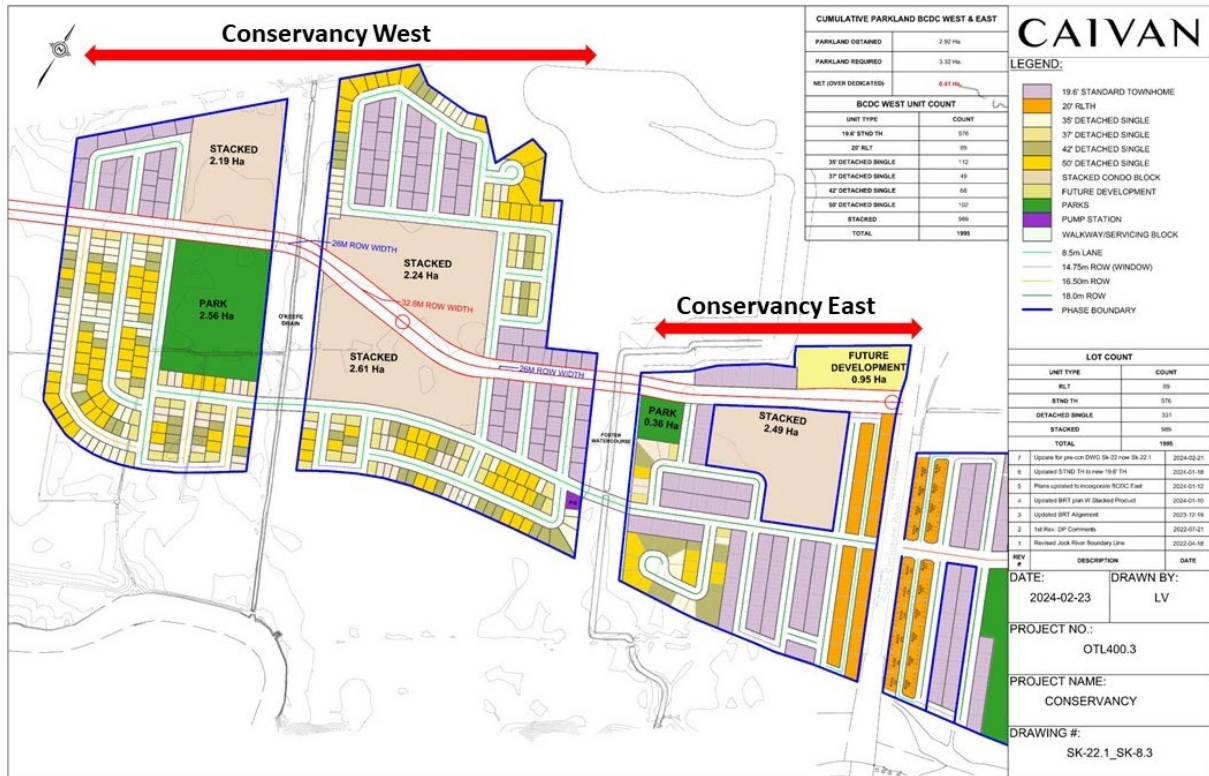 Conservancy West
Conservancy East
STACKED
2.19 Ha
26M ROW WIDTH
STACKED
2.24 Ha
32.6M ROW WIDTH
PARK
2.56 Ha
O'KEEFE
DRAIN
STACKED
2.61 Ha
26M ROW WIDTH
FUTURE
DEVELOPMENT
0.95 Ha
PARK
0.36 Ha
STACKED
2.49 Ha
FOSTER
WATERCOURSE
CUMULATIVE PARKLAND BCDC WEST & EAST
PARKLAND OBTAINED 2.92 Ha
PARKLAND REQUIRED 3.32 Ha
NET (OVER DEDICATED) 0.41 Ha
BCDC WEST UNIT COUNT
UNIT TYPE COUNT
19.6' STND TH 576
20' RLT 99
35' DETACHED SINGLE 112
37' DETACHED SINGLE 49
42' DETACHED SINGLE 68
50' DETACHED SINGLE 102
STACKED 989
TOTAL 1995
CAIVAN
LEGEND:
19.6' STANDARD TOWNHOME
20' RLTH
35' DETACHED SINGLE
37' DETACHED SINGLE
42' DETACHED SINGLE
50' DETACHED SINGLE
STACKED CONDO BLOCK
FUTURE DEVELOPMENT
PARKS
PUMP STATION
WALKWAY/SERVICING BLOCK
8.5m LANE
14.75m ROW (WINDOW)
16.50m ROW
18.0m ROW
PHASE BOUNDARY
LOT COUNT
UNIT TYPE COUNT
RLT 99
STND TH 576
DETACHED SINGLE 331
STACKED 989
TOTAL 1995
7 Update for pre-con DWG Sk-22 now Sk-22.1 2024-02-21
6 Updated STND TH to new 19.6' TH 2024-01-18
5 Plans updated to incorporate BCDC East 2024-01-12
4 Updated BRT plan W Stacked Product 2024-01-10
3 Updated BRT Alignment 2023-12-19
2 1st Rev. DP Comments 2022-07-21
1 Revised Jock River Boundary Line 2022-04-18
REV # DESCRIPTION DATE
DATE: 2024-02-23
DRAWN BY: LV
PROJECT NO.:
OTL400.3
PROJECT NAME:
CONSERVANCY
DRAWING #:
SK-22.1_SK-8.3